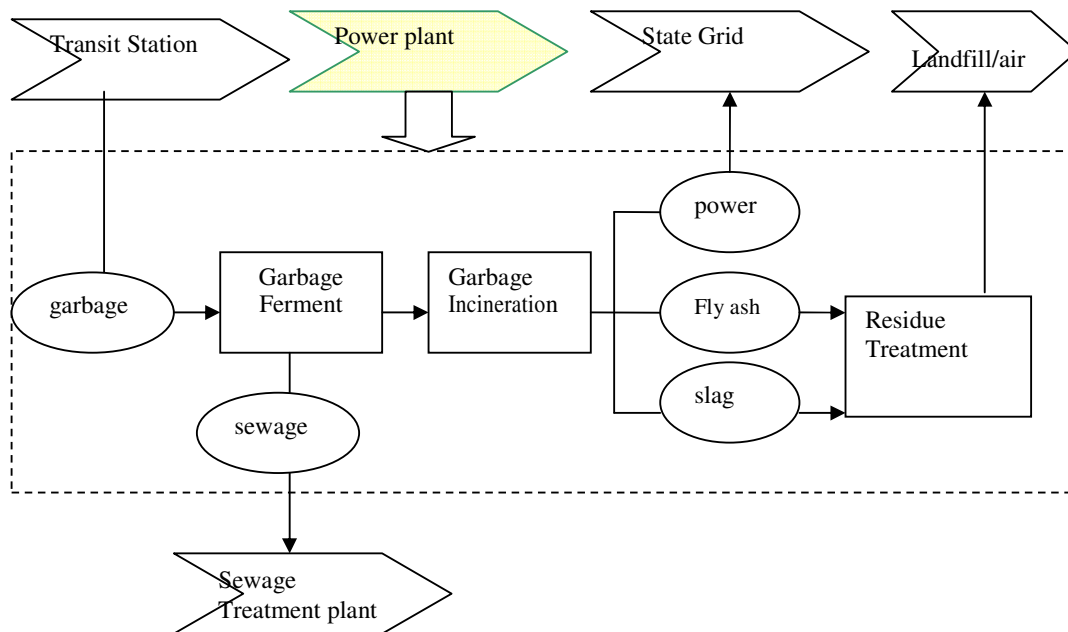 Transit Station
Power plant
State Grid
Landfill/air
power
garbage
Garbage
Ferment
Garbage
Incineration
Fly ash
Residue
Treatment
slag
sewage
Sewage
Treatment plant